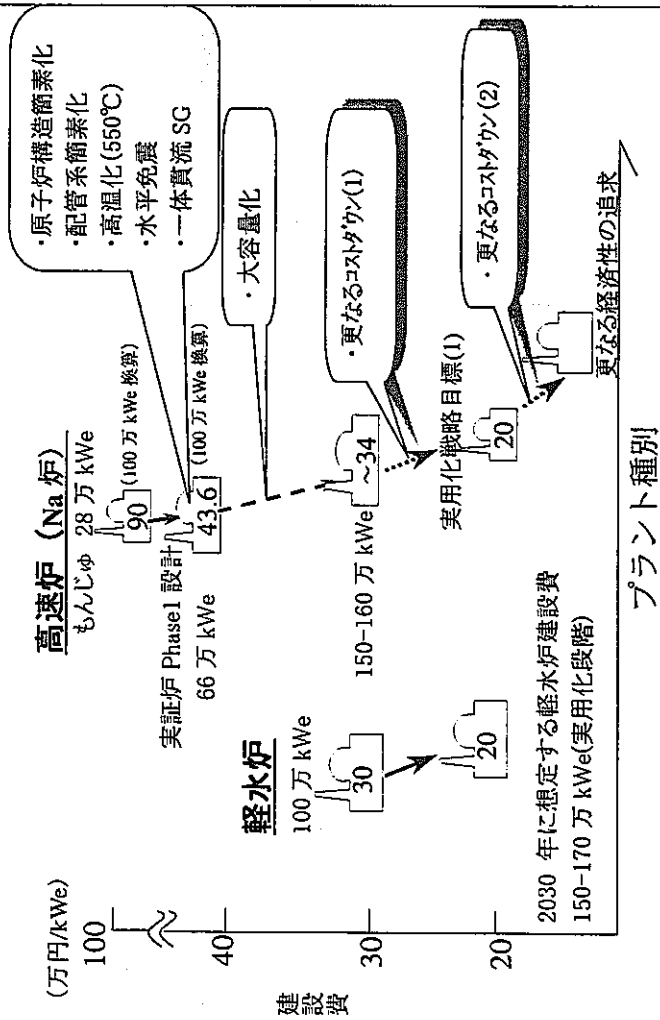 (万円/kWe)
100
40
30
20
建設費
軽水炉
100 万 kWe
30
20
2030 年に想定する軽水炉建設費
150-170 万 kWe(実用化段階)
高速炉（Na 炉）
もんじゅ 28 万 kWe
90
(100 万 kWe 換算)
実証炉 Phase1 設計
66 万 kWe
43.6
(100 万 kWe 換算)
150-160 万 kWe
~34
実用化戦略目標(1)
20
更なる経済性の追求
・原子炉構造簡素化
・配管系簡素化
・高温化(550℃)
・水平免震
・一体貫流 SG
・大容量化
・更なるコストダウン(1)
・更なるコストダウン(2)
プラント種別